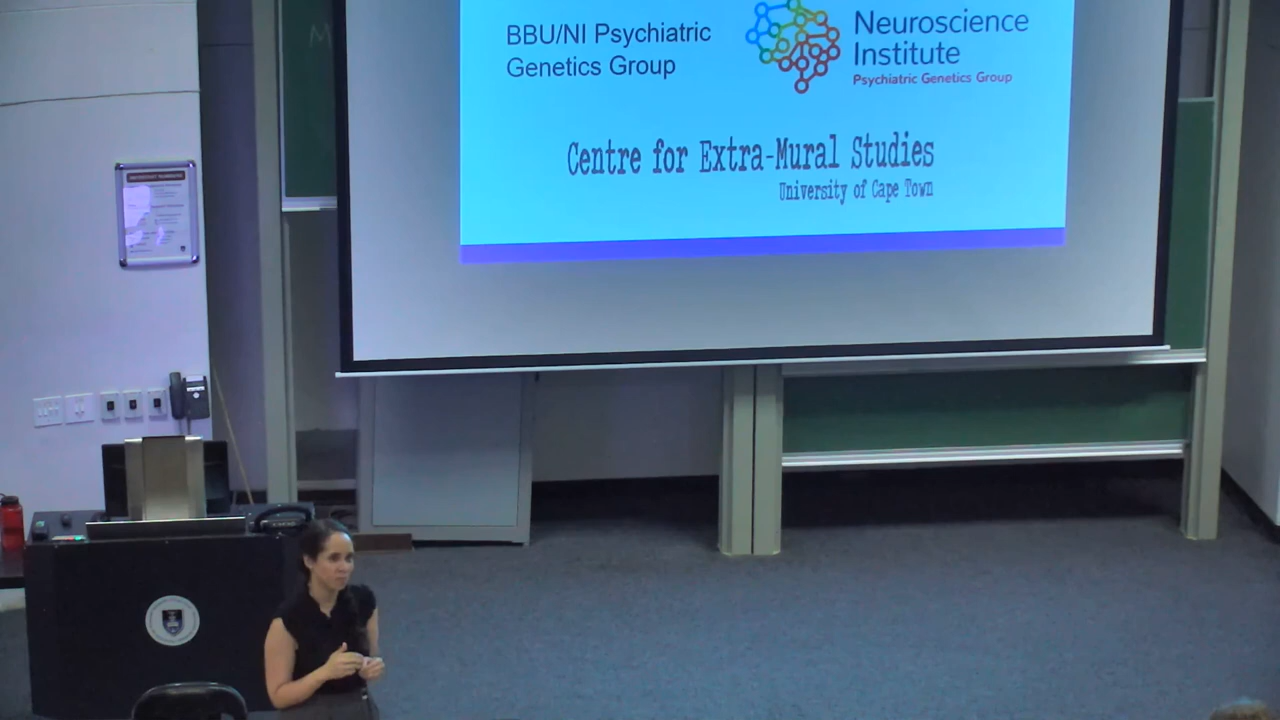 BBU/NI Psychiatric
Genetics Group
Neuroscience
Institute
Psychiatric Genetics Group
Centre for Extra-Mural Studies
University of Cape Town
M